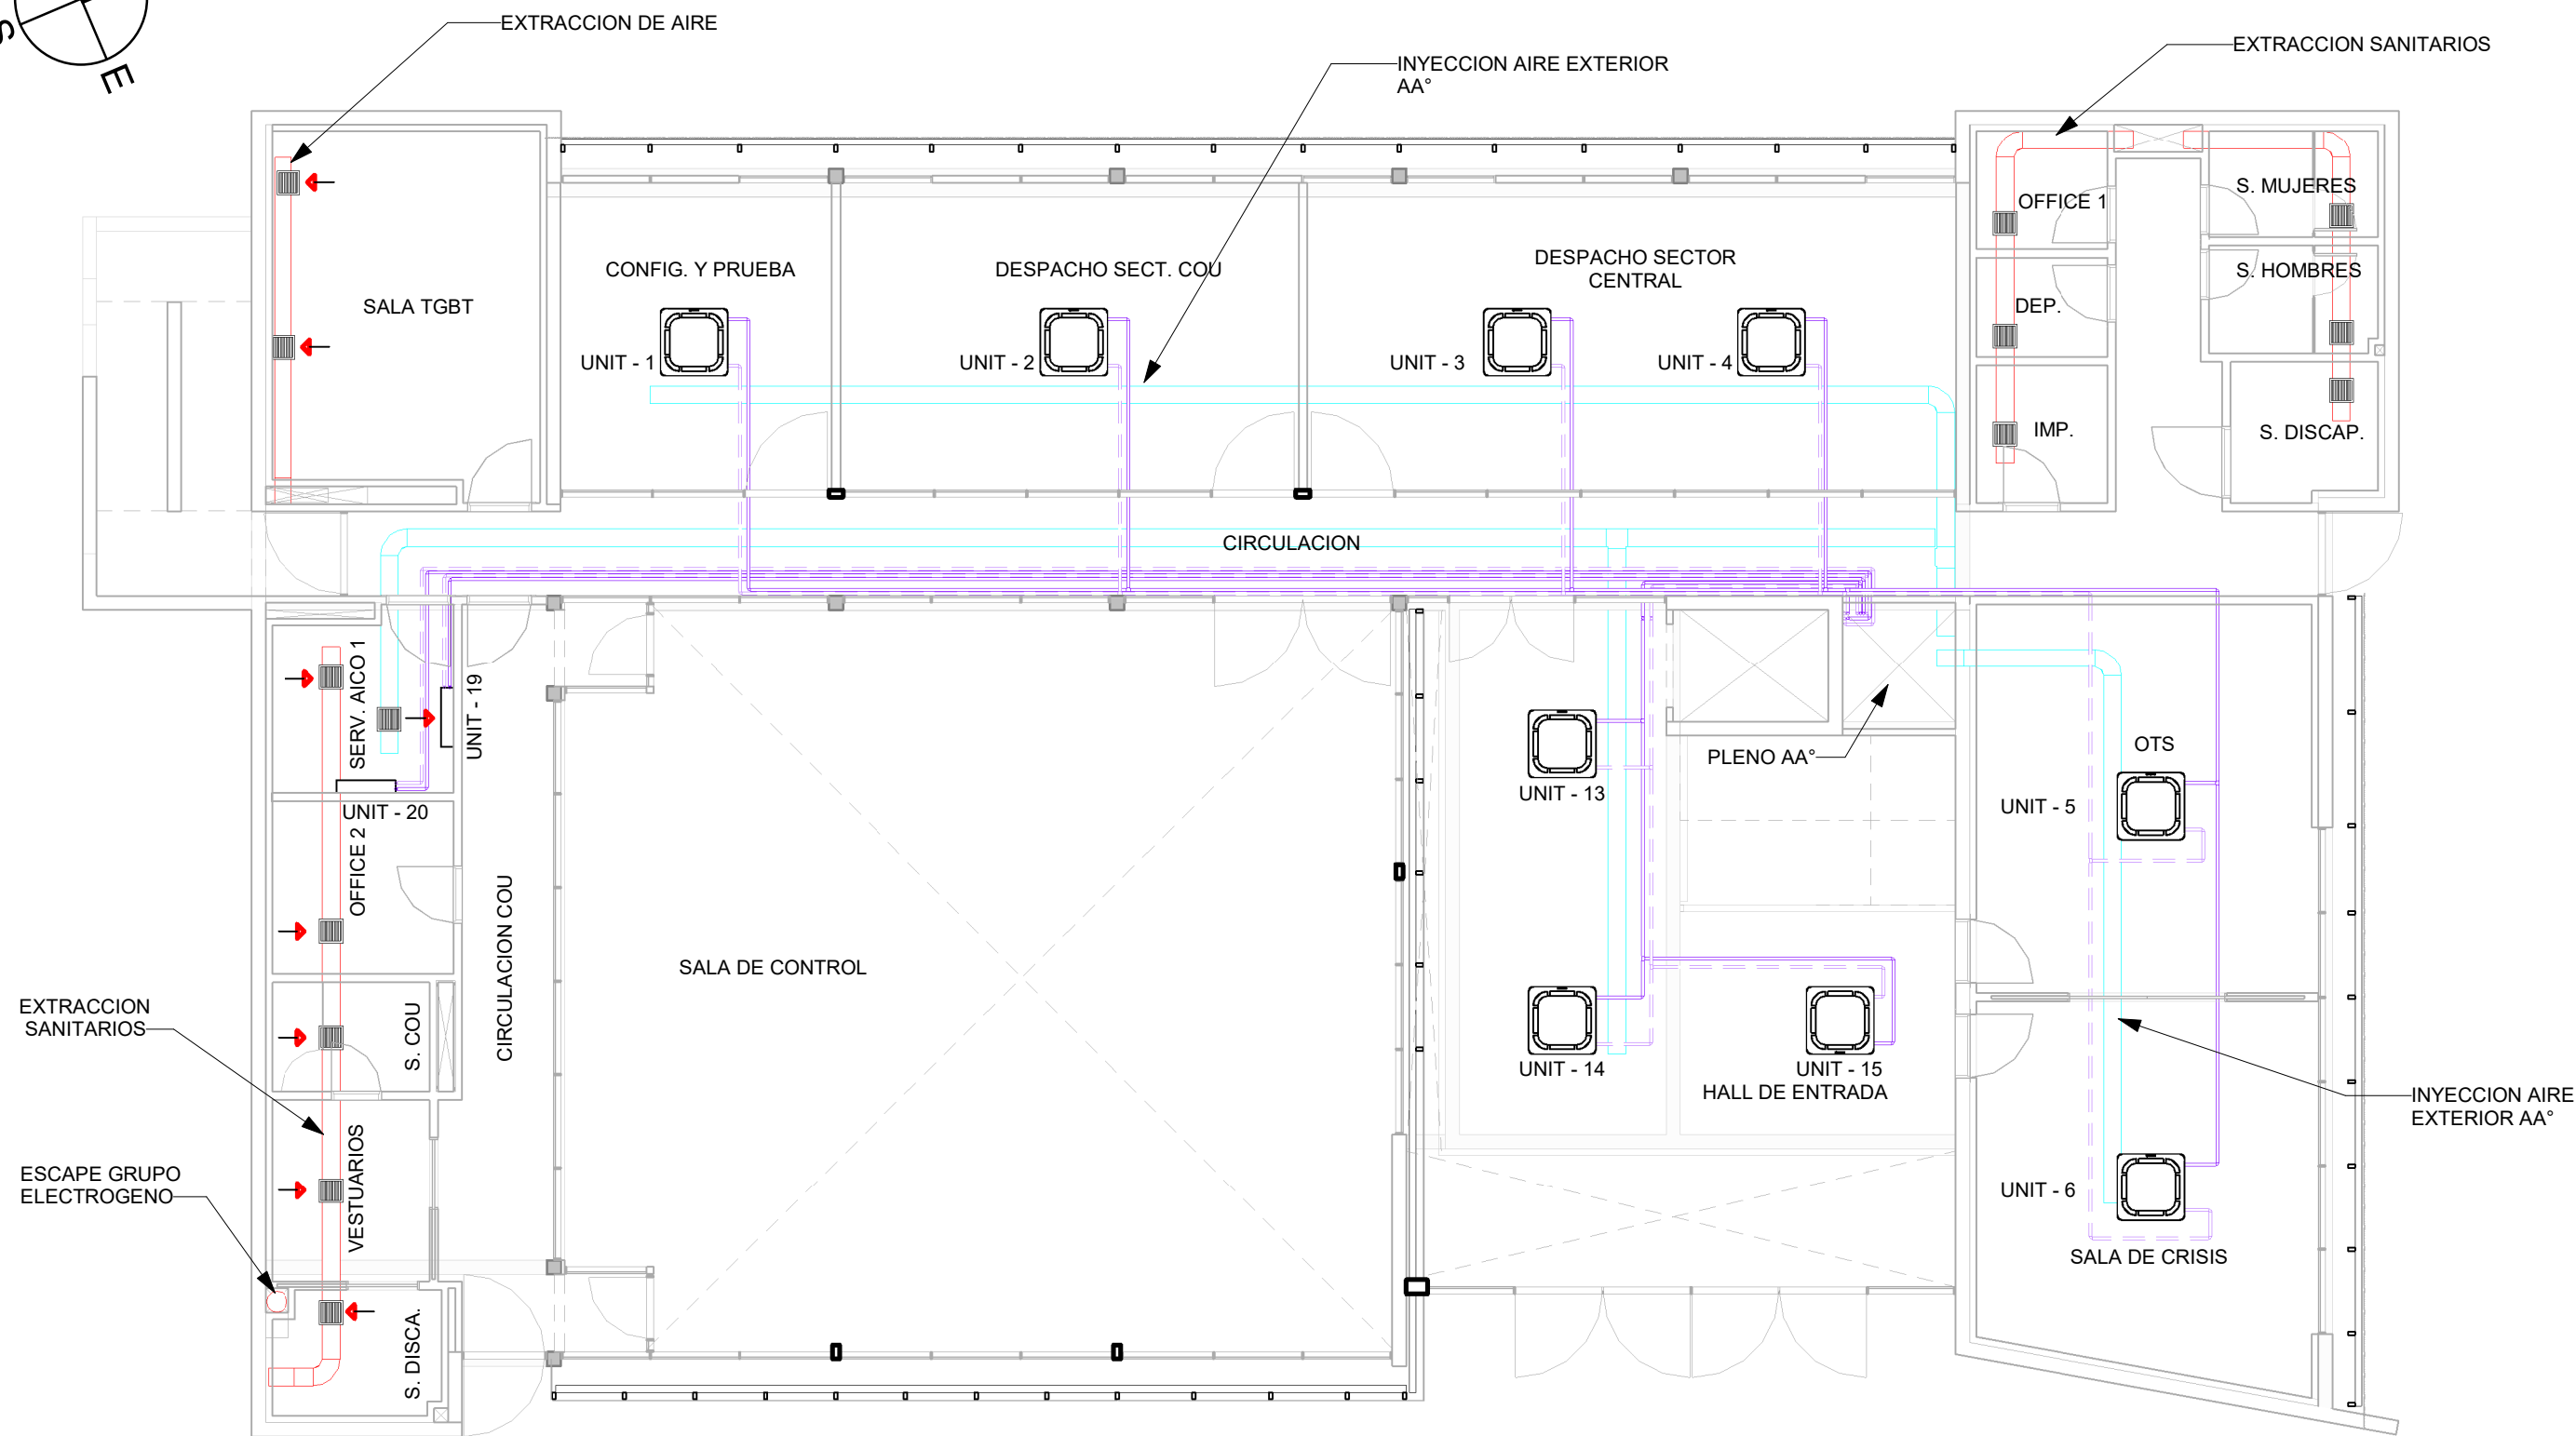 S
E
EXTRACCION DE AIRE
INYECCION AIRE EXTERIOR
AA°
EXTRACCION SANITARIOS
OFFICE 1
S. MUJERES
S. HOMBRES
DEP.
IMP.
S. DISCAP.
SALA TGBT
CONFIG. Y PRUEBA
DESPACHO SECT. COU
DESPACHO SECTOR
CENTRAL
UNIT - 1
UNIT - 2
UNIT - 3
UNIT - 4
CIRCULACION
SERV. AICO 1
UNIT - 19
UNIT - 20
OFFICE 2
CIRCULACION COU
S. COU
VESTUARIOS
S. DISCA.
EXTRACCION
SANITARIOS
ESCAPE GRUPO
ELECTROGENO
SALA DE CONTROL
UNIT - 13
PLENO AA°
UNIT - 14
UNIT - 15
HALL DE ENTRADA
OTS
UNIT - 5
UNIT - 6
SALA DE CRISIS
INYECCION AIRE
EXTERIOR AA°